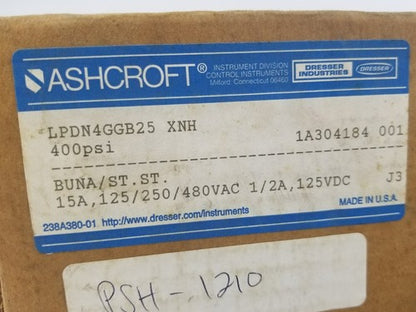 ASHCROFT®
INSTRUMENT DIVISION
CONTROL INSTRUMENTS
Milford, Connecticut 06460
DRESSER
INDUSTRIES
DRESSER
LPDN4GGB25 XNH
400psi
1A304184 001
BUNA/ST.ST.
15A,125/250/480VAC 1/2A,125VDC J3
238A380-01 http://www.dresser.com/instruments
MADE IN U.S.A.
PSH-1210